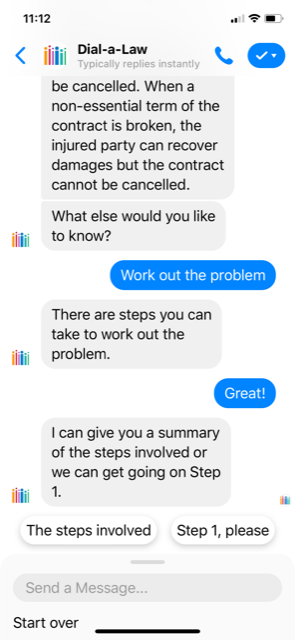 11:12
Dial-a-Law
Typically replies instantly
be cancelled. When a
non-essential term of the
contract is broken, the
injured party can recover
damages but the contract
cannot be cancelled.
What else would you like
to know?
Work out the problem
There are steps you can
take to work out the
problem.
Great!
I can give you a summary
of the steps involved or
we can get going on Step
1.
The steps involved
Step 1, please
Send a Message...
Start over